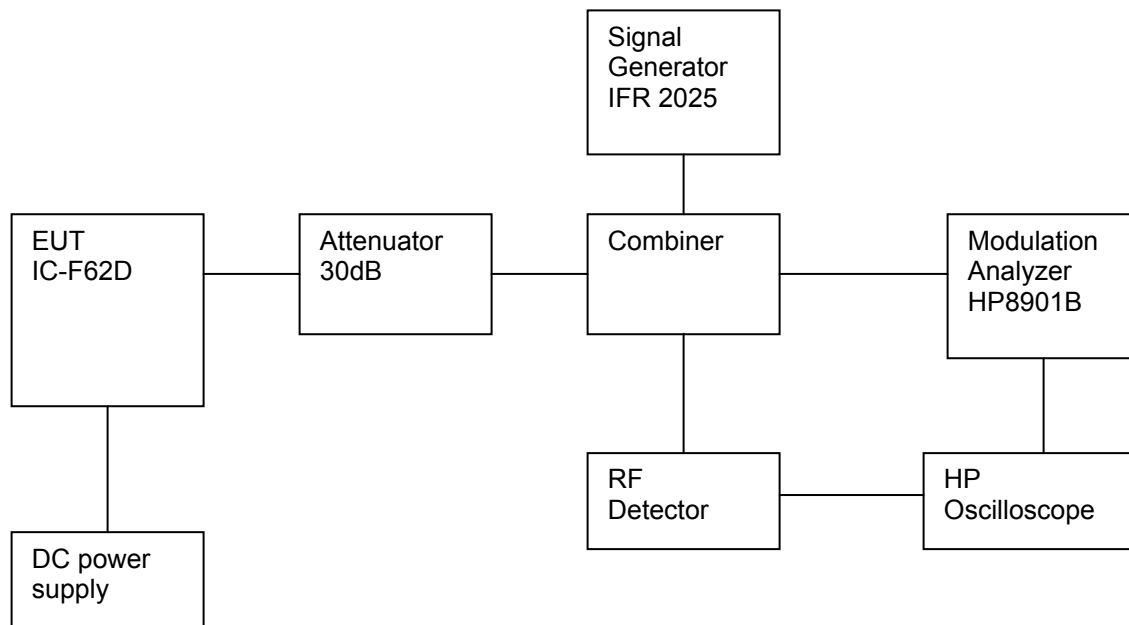 Signal
Generator
IFR 2025
EUT
IC-F62D
Attenuator
30dB
Combiner
Modulation
Analyzer
HP8901B
RF
Detector
HP
Oscilloscope
DC power
supply